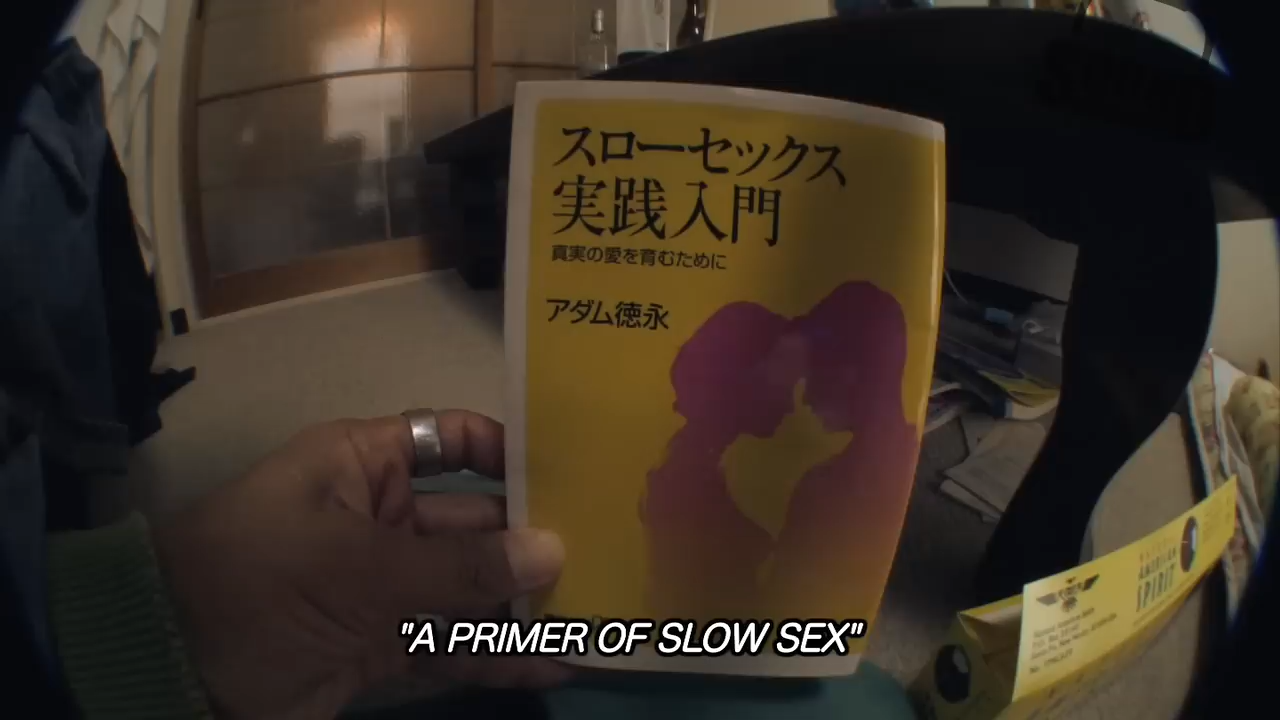 スローセックス
実践入門
真実の愛を育むために
アダム徳永
AMERICAN
SPIRIT
"A PRIMER OF SLOW SEX"